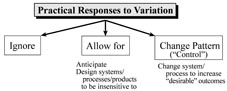 Practical Responses to Variation
Ignore
Allow for
Change Pattern
("Control")
Anticipate
Design systems/
processes/products
to be insensitive to
Change system/
process to increase
"desirable" outcomes